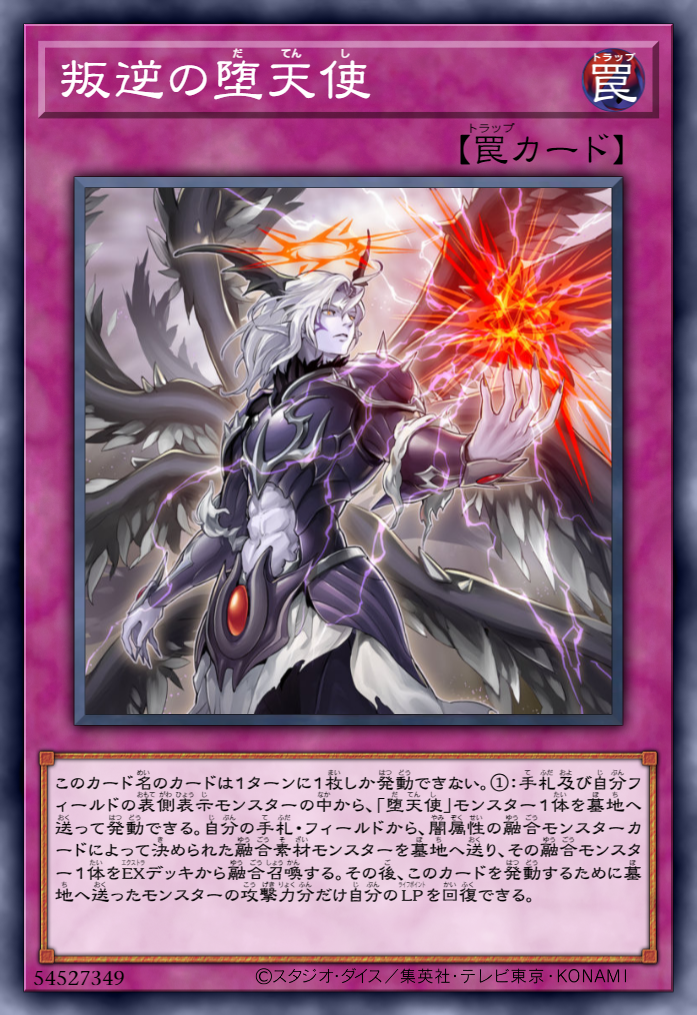 叛逆の堕天使
罠
トラップ
【罠カード】
このカード名のカードは1ターンに1枚しか発動できない。①：手札及び自分フ
ィールドの表側表示モンスターの中から、「堕天使」モンスター1体を墓地へ
送って発動できる。自分の手札・フィールドから、闇属性の融合モンスターカ
ードによって決められた融合素材モンスターを墓地へ送り、その融合モンスタ
ー1体をEXデッキから融合召喚する。その後、このカードを発動するために墓
地へ送ったモンスターの攻撃力分だけ自分のLPを回復できる。
54527349
©スタジオ・ダイス／集英社・テレビ東京・KONAMI